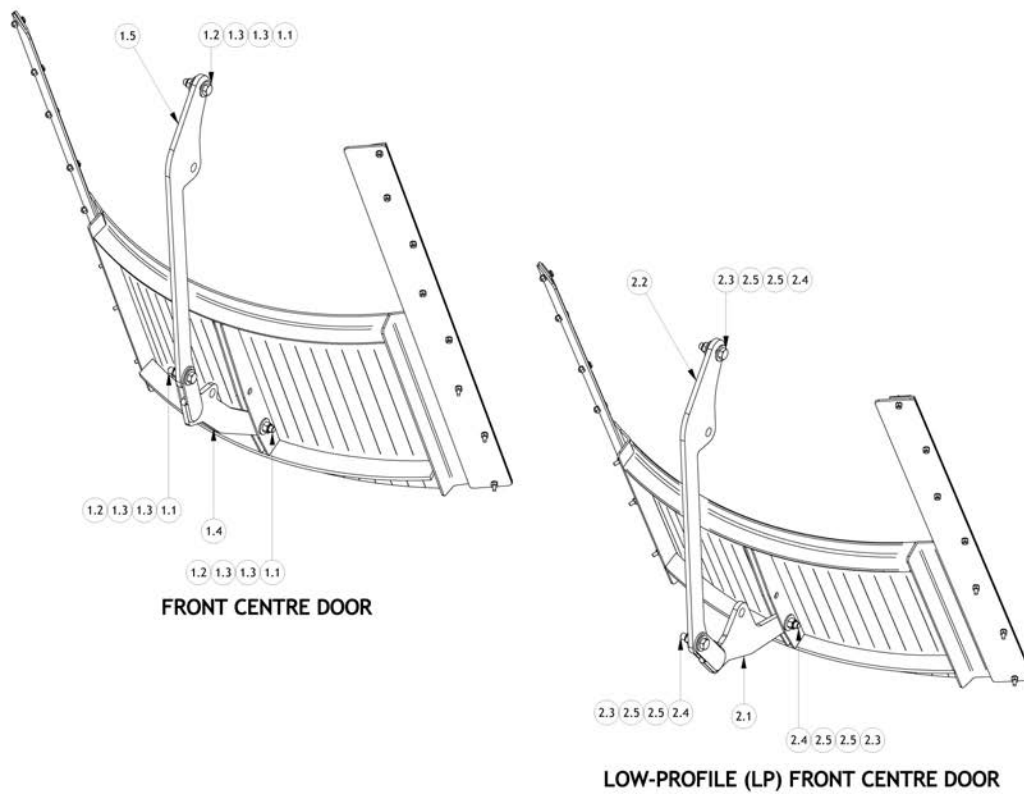 1.5
1.2 1.3 1.3 1.1
1.2 1.3 1.3 1.1
1.4
1.2 1.3 1.3 1.1
FRONT CENTRE DOOR
2.2
2.3 2.5 2.5 2.4
2.3 2.5 2.5 2.4
2.1
2.4 2.5 2.5 2.3
LOW-PROFILE (LP) FRONT CENTRE DOOR